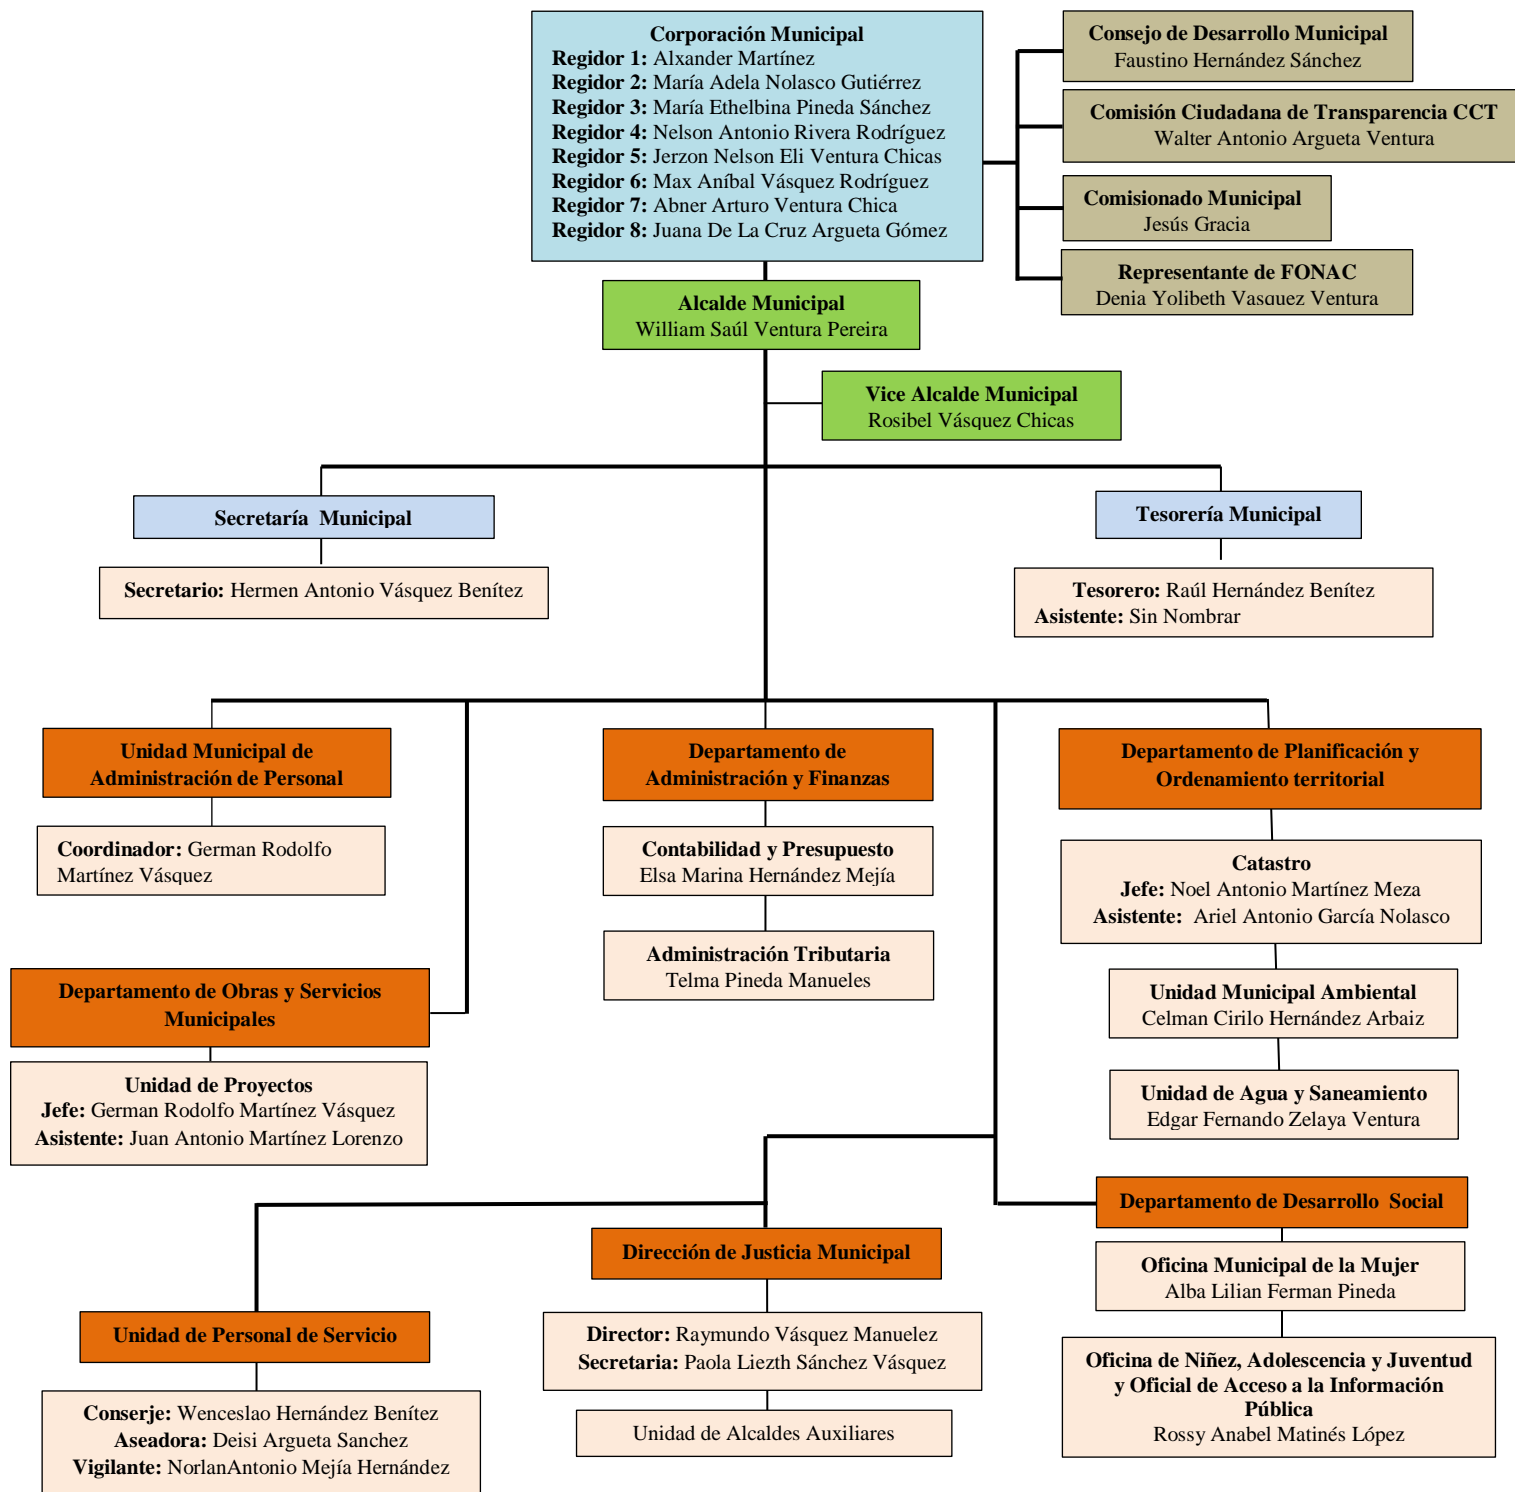 Corporación Municipal
Regidor 1: Alxander Martínez
Regidor 2: María Adela Nolasco Gutiérrez
Regidor 3: María Ethelbina Pineda Sánchez
Regidor 4: Nelson Antonio Rivera Rodríguez
Regidor 5: Jerzon Nelson Eli Ventura Chicas
Regidor 6: Max Aníbal Vásquez Rodríguez
Regidor 7: Abner Arturo Ventura Chica
Regidor 8: Juana De La Cruz Argueta Gómez
Consejo de Desarrollo Municipal
Faustino Hernández Sánchez
Comisión Ciudadana de Transparencia CCT
Walter Antonio Argueta Ventura
Comisionado Municipal
Jesús Gracia
Representante de FONAC
Denia Yolibeth Vasquez Ventura
Alcalde Municipal
William Saúl Ventura Pereira
Vice Alcalde Municipal
Rosibel Vásquez Chicas
Secretaría Municipal
Secretario: Hermen Antonio Vásquez Benítez
Tesorería Municipal
Tesorero: Raúl Hernández Benítez
Asistente: Sin Nombrar
Unidad Municipal de
Administración de Personal
Coordinador: German Rodolfo
Martínez Vásquez
Departamento de
Administración y Finanzas
Contabilidad y Presupuesto
Elsa Marina Hernández Mejía
Administración Tributaria
Telma Pineda Manueles
Departamento de Planificación y
Ordenamiento territorial
Catastro
Jefe: Noel Antonio Martínez Meza
Asistente: Ariel Antonio García Nolasco
Unidad Municipal Ambiental
Celman Cirilo Hernández Arbaiz
Unidad de Agua y Saneamiento
Edgar Fernando Zelaya Ventura
Departamento de Obras y Servicios
Municipales
Unidad de Proyectos
Jefe: German Rodolfo Martínez Vásquez
Asistente: Juan Antonio Martínez Lorenzo
Departamento de Desarrollo Social
Oficina Municipal de la Mujer
Alba Lilian Ferman Pineda
Oficina de Niñez, Adolescencia y Juventud
y Oficial de Acceso a la Información
Pública
Rossy Anabel Matinés López
Dirección de Justicia Municipal
Director: Raymundo Vásquez Manuelez
Secretaria: Paola Liezth Sánchez Vásquez
Unidad de Alcaldes Auxiliares
Unidad de Personal de Servicio
Conserje: Wenceslao Hernández Benítez
Aseadora: Deisi Argueta Sanchez
Vigilante: NorlanAntonio Mejía Hernández